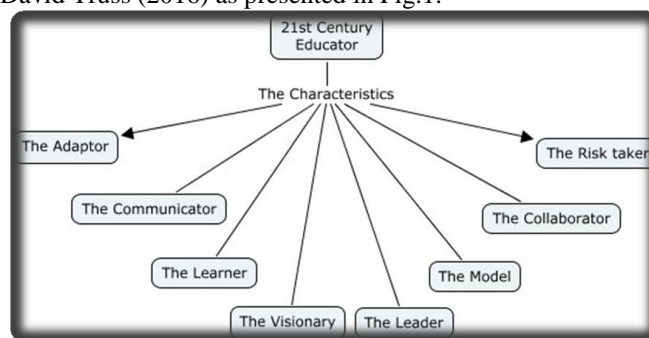 David Truss (2016) as presented in Fig.1.
21st Century
Educator
The Characteristics
The Adaptor
The Risk taker
The Communicator
The Collaborator
The Learner
The Model
The Visionary
The Leader